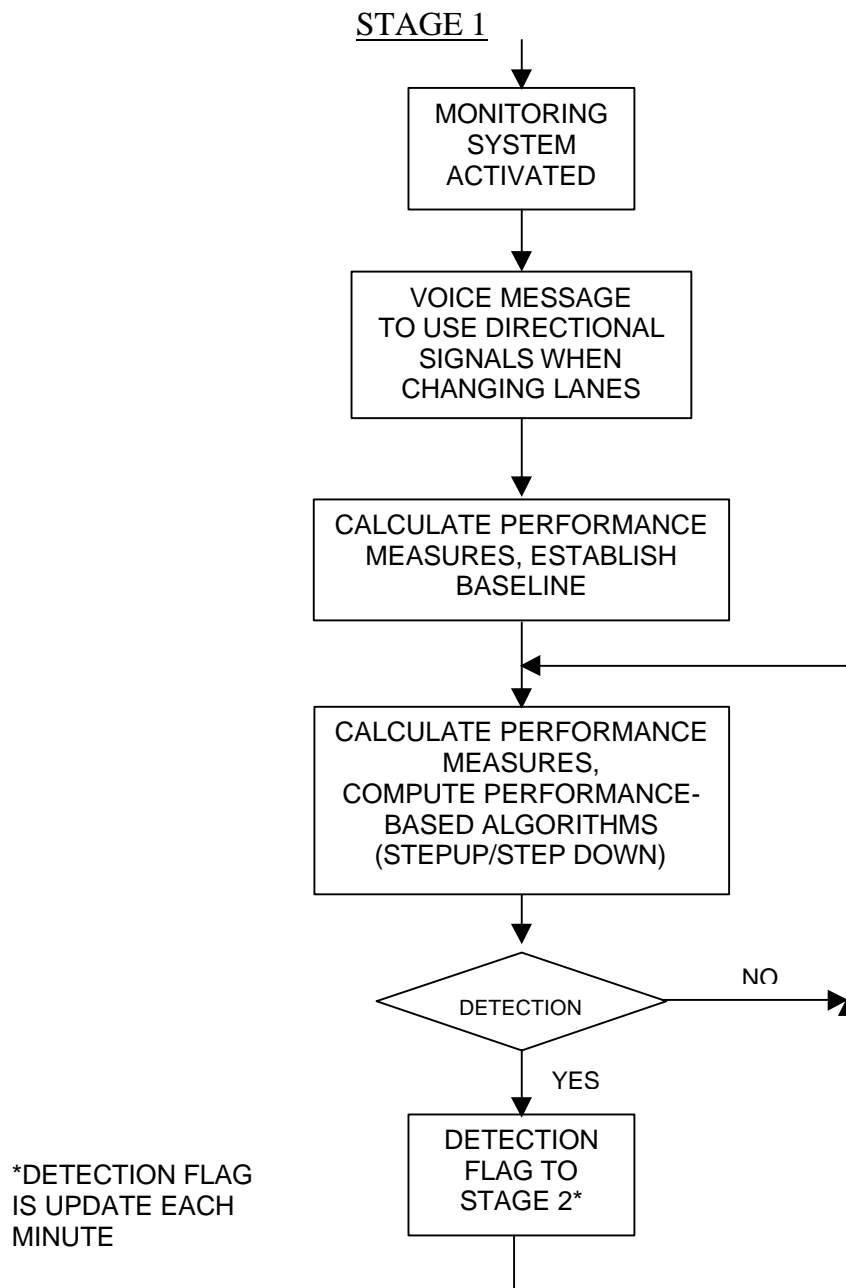 STAGE 1
MONITORING
SYSTEM
ACTIVATED
VOICE MESSAGE
TO USE DIRECTIONAL
SIGNALS WHEN
CHANGING LANES
CALCULATE PERFORMANCE
MEASURES, ESTABLISH
BASELINE
CALCULATE PERFORMANCE
MEASURES,
COMPUTE PERFORMANCE-
BASED ALGORITHMS
(STEPUP/STEP DOWN)
DETECTION
NO
YES
DETECTION
FLAG TO
STAGE 2*
*DETECTION FLAG
IS UPDATE EACH
MINUTE